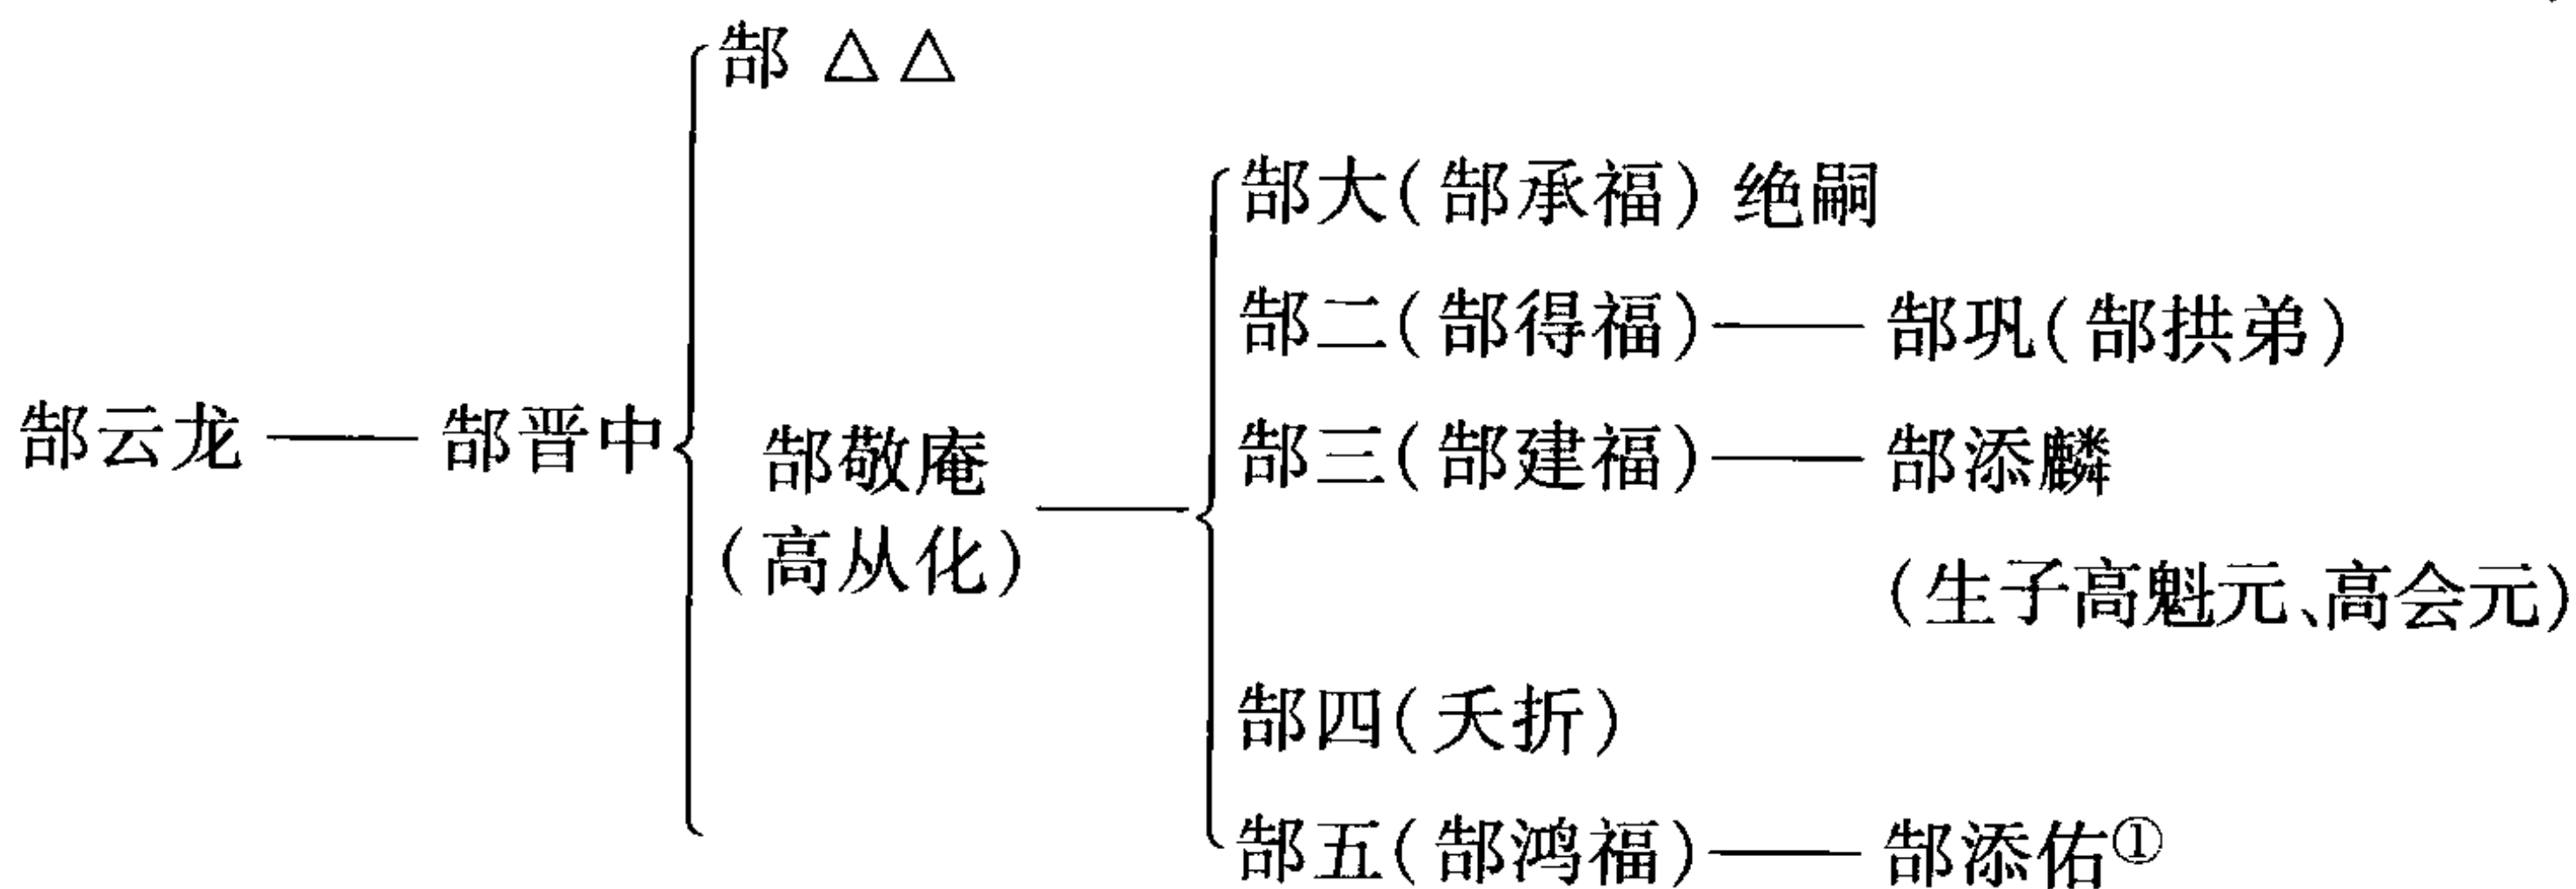 郜△△
郜大(郜承福) 绝嗣
郜二(郜得福)——郜巩(郜拱弟)
郜云龙——郜晋中
郜敬庵
(高从化)
郜三(郜建福)——郜添麟
(生子高魁元、高会元)
郜四(夭折)
郜五(郜鸿福)——郜添佑①